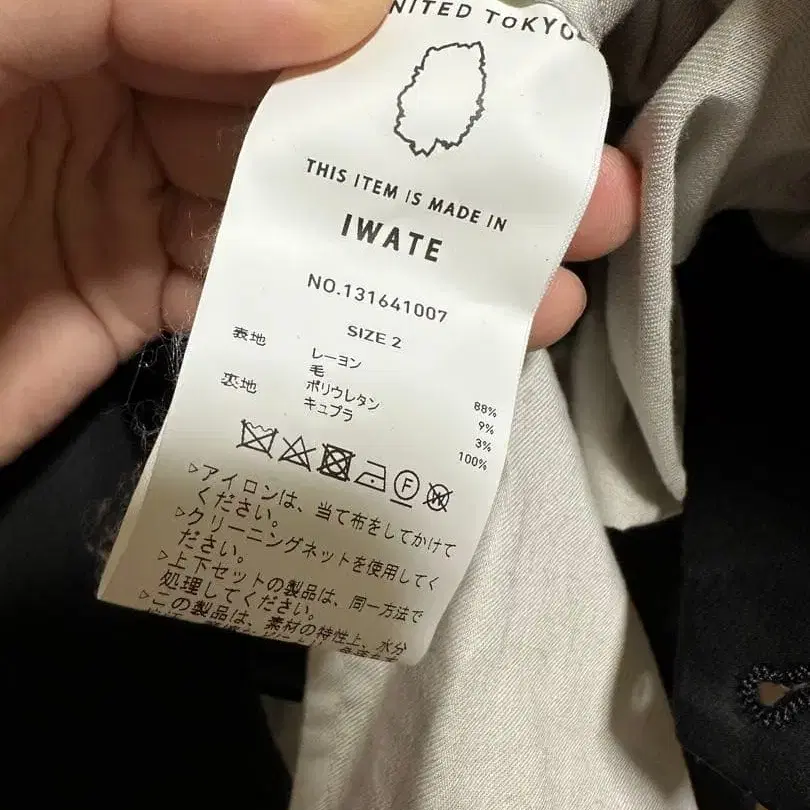 NITED TOKYO
THIS ITEM IS MADE IN
IWATE
NO.131641007
SIZE 2
表地 レーヨン 88%
毛 9%
ポリウレタン 3%
裏地 キュプラ 100%
F
W
▷アイロンは、当て布をしてかけて
ください。
▷クリーニングネットを使用してく
ださい。
▷上下セットの製品は、同一方法で
処理してください。
▷この製品は、素材の特性上、水分